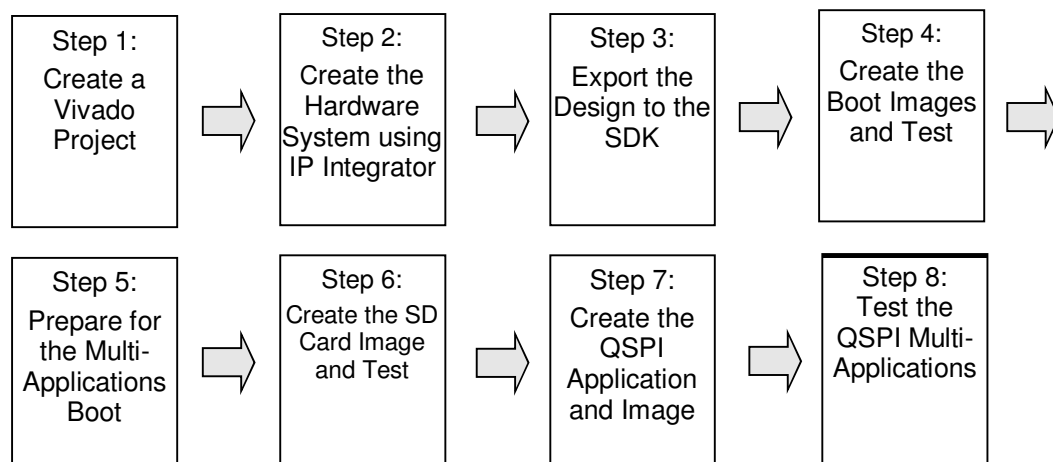 Step 1:
Create a
Vivado
Project
Step 2:
Create the
Hardware
System using
IP Integrator
Step 3:
Export the
Design to the
SDK
Step 4:
Create the
Boot Images
and Test
Step 5:
Prepare for
the Multi-
Applications
Boot
Step 6:
Create the SD
Card Image
and Test
Step 7:
Create the
QSPI
Application
and Image
Step 8:
Test the
QSPI Multi-
Applications